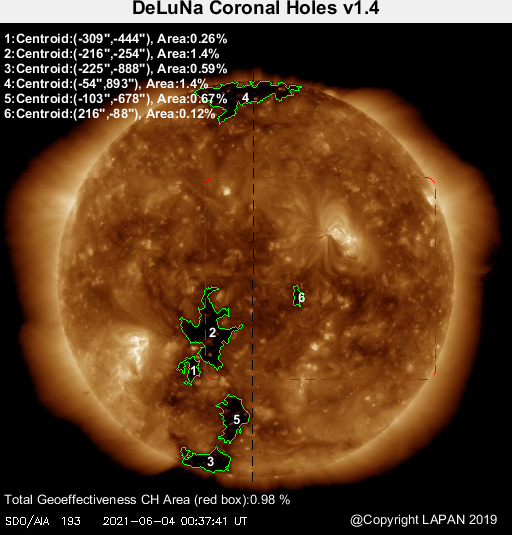 DeLuNa Coronal Holes v1.4
1:Centroid:(-309",-444"), Area:0.26%
2:Centroid:(-216",-254"), Area:1.4%
3:Centroid:(-225",-888"), Area:0.59%
4:Centroid:(-54",893"), Area:1.4%
5:Centroid:(-103",-678"), Area:0.67%
6:Centroid:(216",-88"), Area:0.12%
4
6
2
1
5
3
Total Geoeffectiveness CH Area (red box):0.98 %
SDO/AIA 193 2021-06-04 00:37:41 UT
@Copyright LAPAN 2019